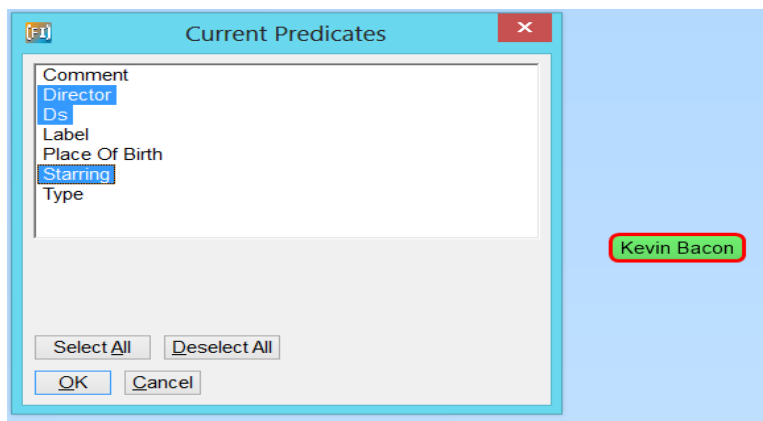 [FI] Current Predicates x
Comment
Director
Ds
Label
Place Of Birth
Starring
Type
Kevin Bacon
Select All Deselect All
OK Cancel